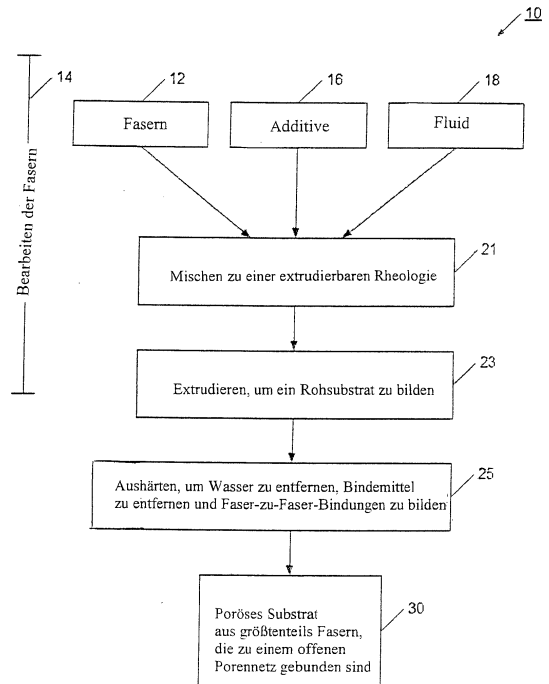 10
14
12
16
18
Fasern
Additive
Fluid
Bearbeiten der Fasern
21
Mischen zu einer extrudierbaren Rheologie
23
Extrudieren, um ein Rohsubstrat zu bilden
25
Aushärten, um Wasser zu entfernen, Bindemittel
zu entfernen und Faser-zu-Faser-Bindungen zu bilden
30
Poröses Substrat
aus größtenteils Fasern,
die zu einem offenen
Porennetz gebunden sind